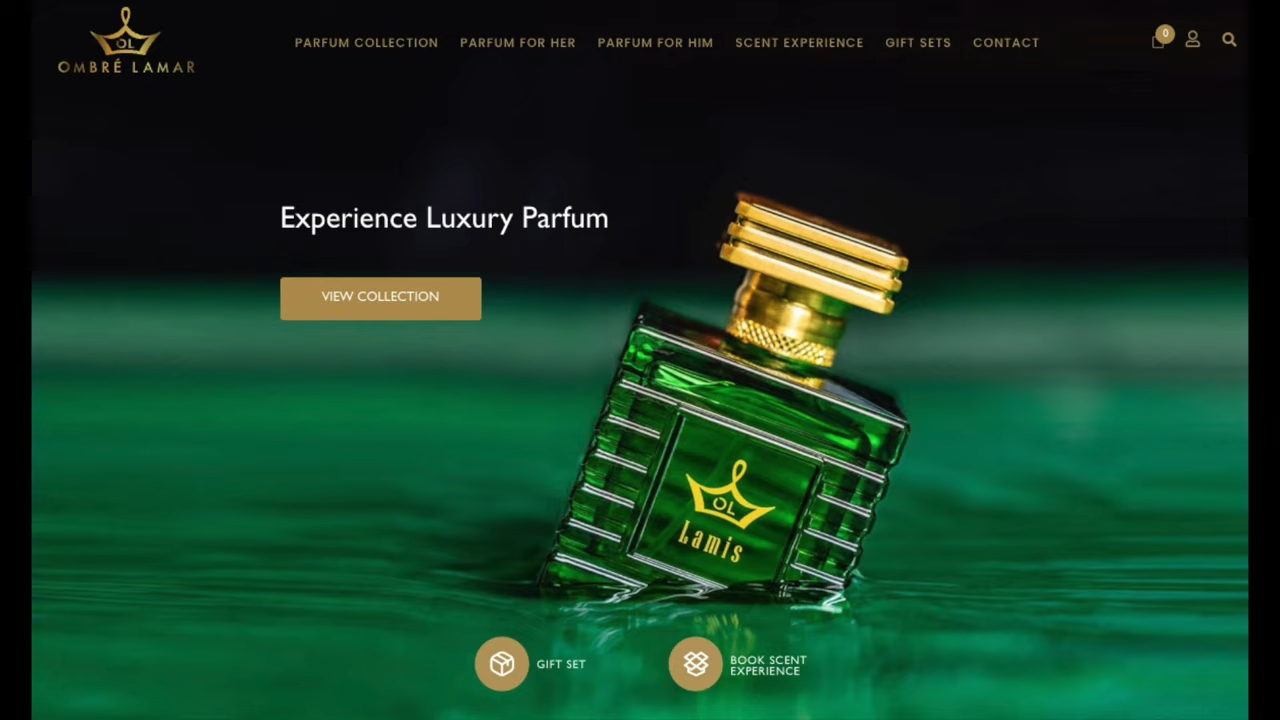 OL
OMBRÉ LAMAR
PARFUM COLLECTION
PARFUM FOR HER
PARFUM FOR HIM
SCENT EXPERIENCE
GIFT SETS
CONTACT
0
Experience Luxury Parfum
VIEW COLLECTION
OL
Lamis
GIFT SET
BOOK SCENT
EXPERIENCE